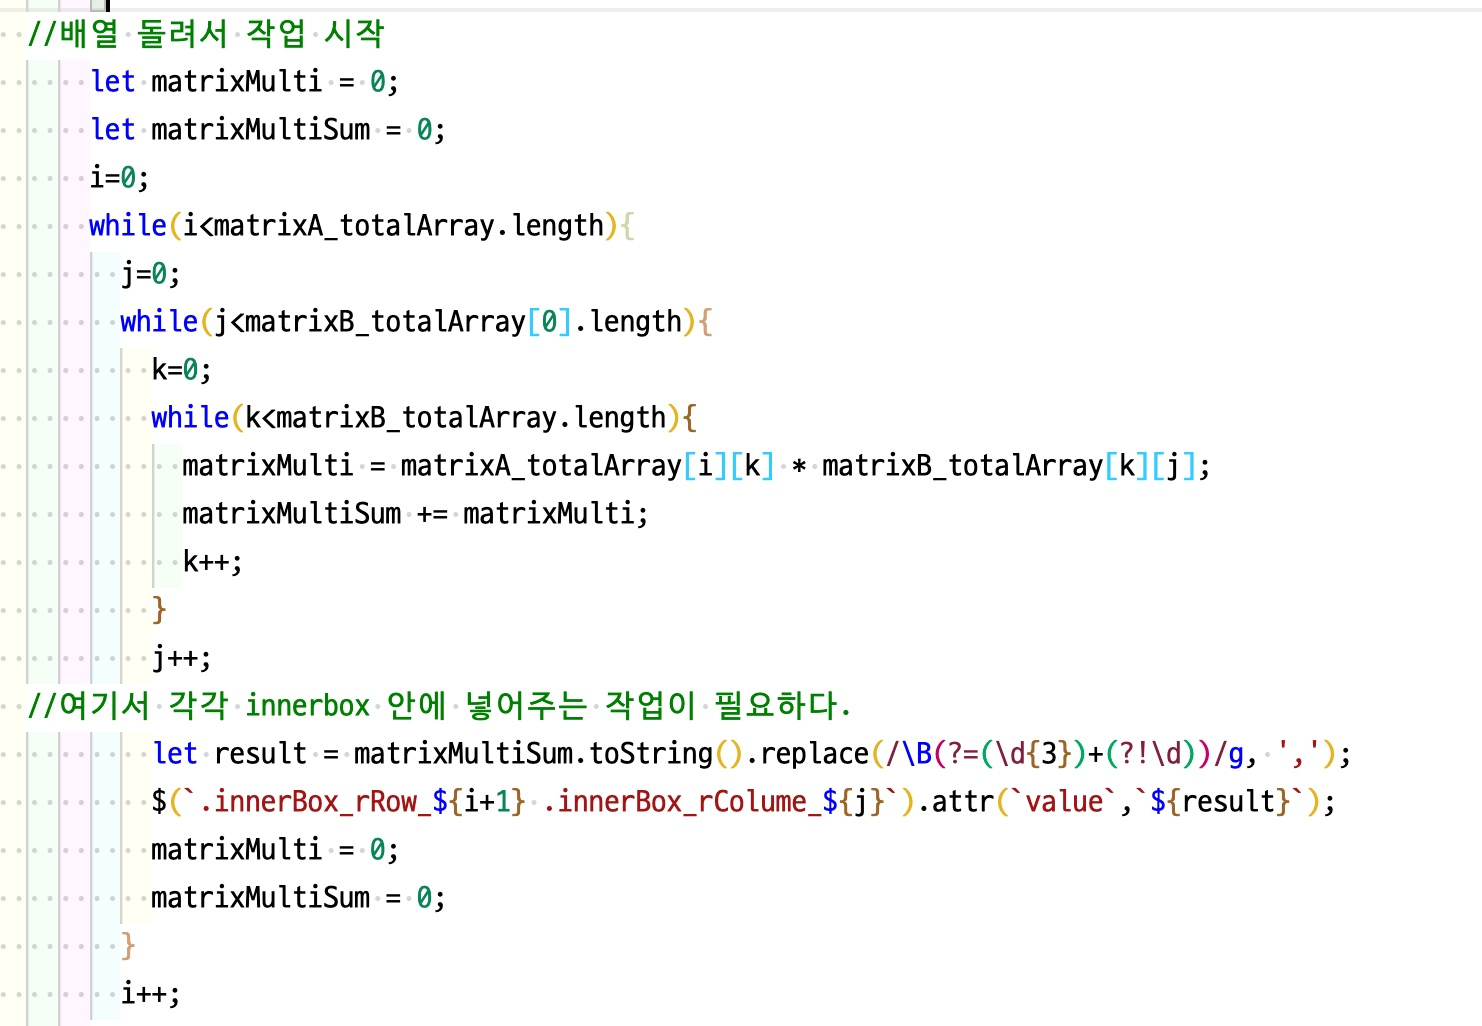 //배열 돌려서 작업 시작
let matrixMulti = 0;
let matrixMultiSum = 0;
i=0;
while(i<matrixA_totalArray.length){
j=0;
while(j<matrixB_totalArray[0].length){
k=0;
while(k<matrixB_totalArray.length){
matrixMulti = matrixA_totalArray[i][k] * matrixB_totalArray[k][j];
matrixMultiSum += matrixMulti;
k++;
}
j++;
//여기서 각각 innerbox 안에 넣어주는 작업이 필요하다.
let result = matrixMultiSum.toString().replace(/\B(?=(\d{3})+(?!\d))/g, ',');
$(`.innerBox_rRow_${i+1} .innerBox_rColume_${j}`).attr(`value`,`${result}`);
matrixMulti = 0;
matrixMultiSum = 0;
}
i++;